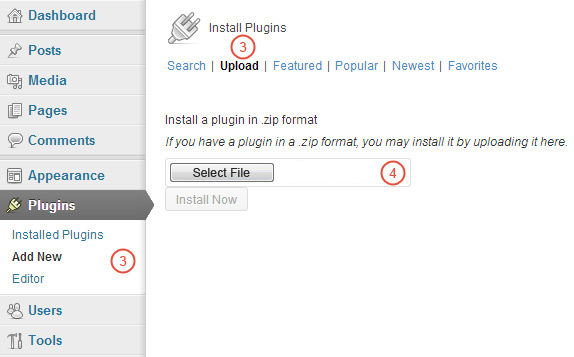 Dashboard
Posts
Media
Pages
Comments
Appearance
Plugins
Installed Plugins
Add New
3
Editor
Users
Tools
Install Plugins
3
Search | Upload | Featured | Popular | Newest | Favorites
Install a plugin in .zip format
If you have a plugin in a .zip format, you may install it by uploading it here.
Select File
4
Install Now